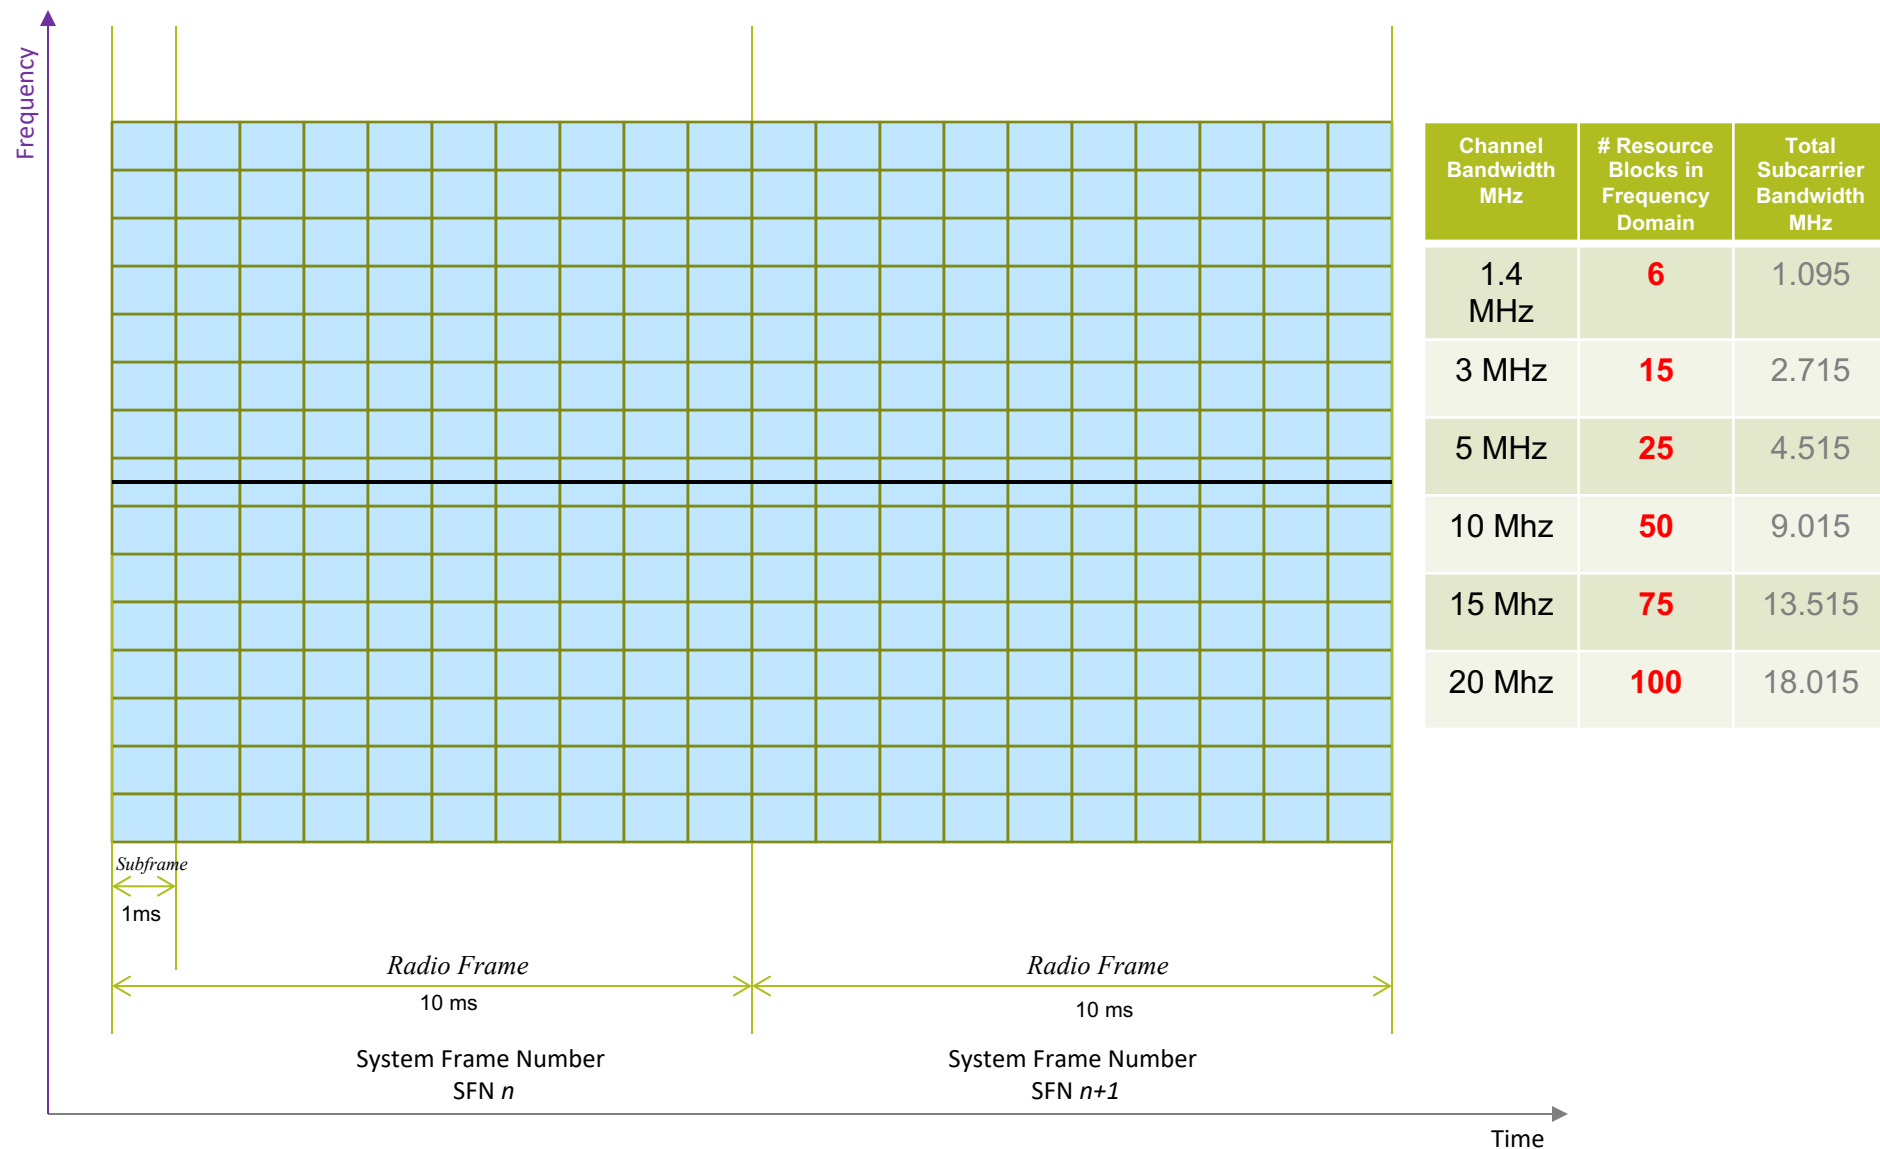 Frequency
Subframe
1ms
Radio Frame
10 ms
Radio Frame
10 ms
System Frame Number
SFN n
System Frame Number
SFN n+1
Time
Channel
Bandwidth
MHz
# Resource
Blocks in
Frequency
Domain
Total
Subcarrier
Bandwidth
MHz
1.4
MHz
6
1.095
3 MHz
15
2.715
5 MHz
25
4.515
10 Mhz
50
9.015
15 Mhz
75
13.515
20 Mhz
100
18.015